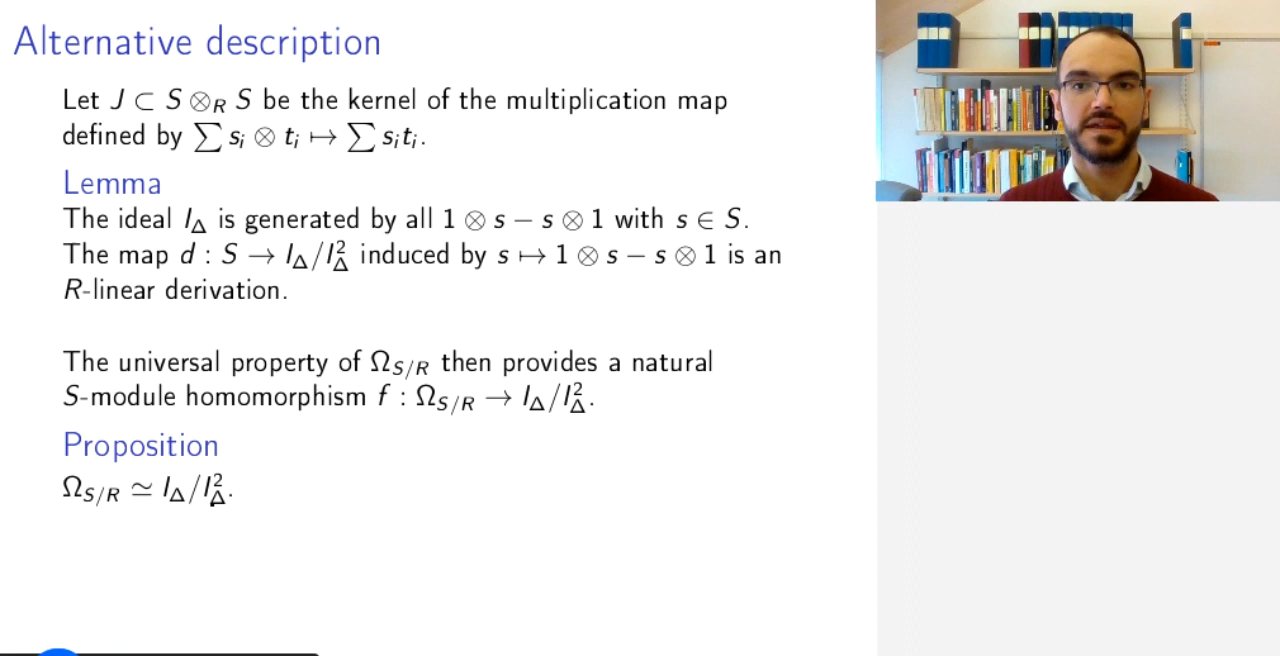 Alternative description
Let J ⊂ S ⊗_R S be the kernel of the multiplication map
defined by ∑ s_i ⊗ t_i ↦ ∑ s_i t_i.
Lemma
The ideal I_Δ is generated by all 1 ⊗ s − s ⊗ 1 with s ∈ S.
The map d : S → I_Δ/I_Δ^2 induced by s ↦ 1 ⊗ s − s ⊗ 1 is an
R-linear derivation.
The universal property of Ω_{S/R} then provides a natural
S-module homomorphism f : Ω_{S/R} → I_Δ/I_Δ^2.
Proposition
Ω_{S/R} ≃ I_Δ/I_Δ^2.